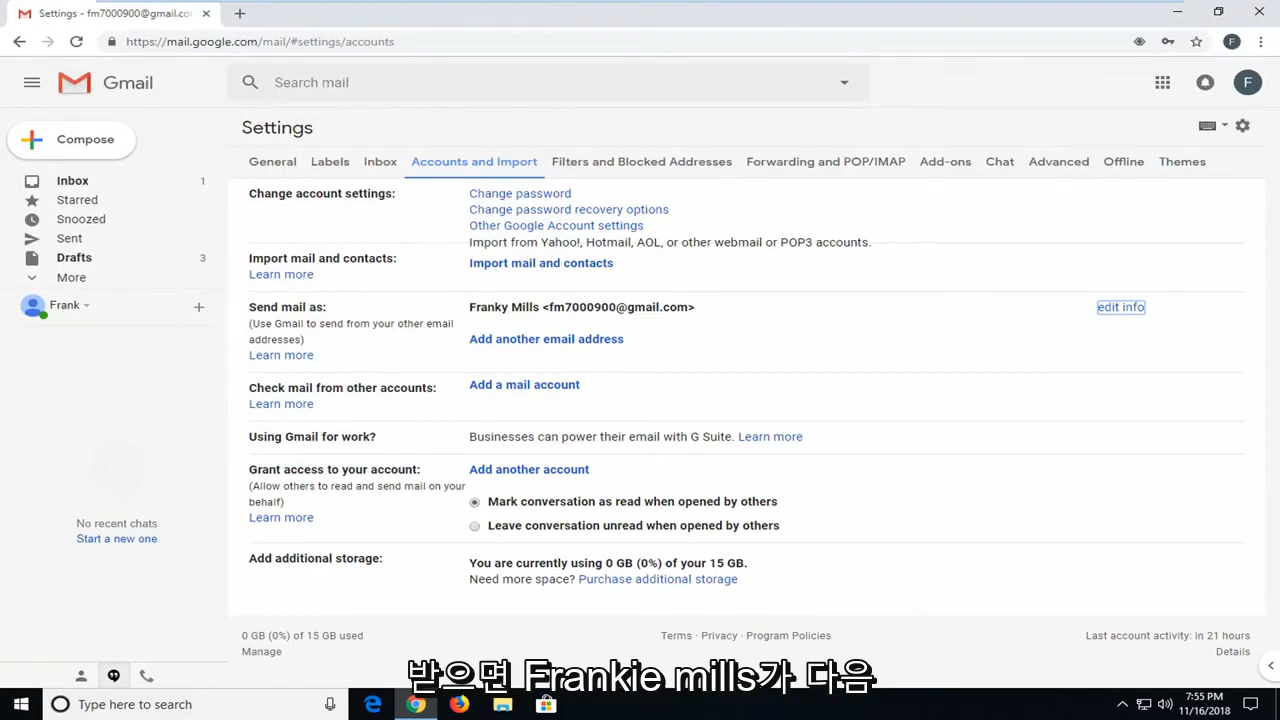 Settings - fm7000900@gmail.co
https://mail.google.com/mail/#settings/accounts
F
Gmail
Search mail
F
Compose
Inbox 1
Starred
Snoozed
Sent
Drafts 3
More
Frank
No recent chats
Start a new one
Settings
General Labels Inbox Accounts and Import Filters and Blocked Addresses Forwarding and POP/IMAP Add-ons Chat Advanced Offline Themes
Change account settings:
Change password
Change password recovery options
Other Google Account settings
Import from Yahoo!, Hotmail, AOL, or other webmail or POP3 accounts.
Import mail and contacts:
Learn more
Import mail and contacts
Send mail as:
(Use Gmail to send from your other email
addresses)
Learn more
Franky Mills <fm7000900@gmail.com>
edit info
Add another email address
Check mail from other accounts:
Learn more
Add a mail account
Using Gmail for work?
Businesses can power their email with G Suite. Learn more
Grant access to your account:
(Allow others to read and send mail on your
behalf)
Learn more
Add another account
Mark conversation as read when opened by others
Leave conversation unread when opened by others
Add additional storage:
You are currently using 0 GB (0%) of your 15 GB.
Need more space? Purchase additional storage
0 GB (0%) of 15 GB used
Manage
Terms · Privacy · Program Policies
Last account activity: in 21 hours
Details
받으면 Frankie mills가 다음
Type here to search
7:55 PM
11/16/2018